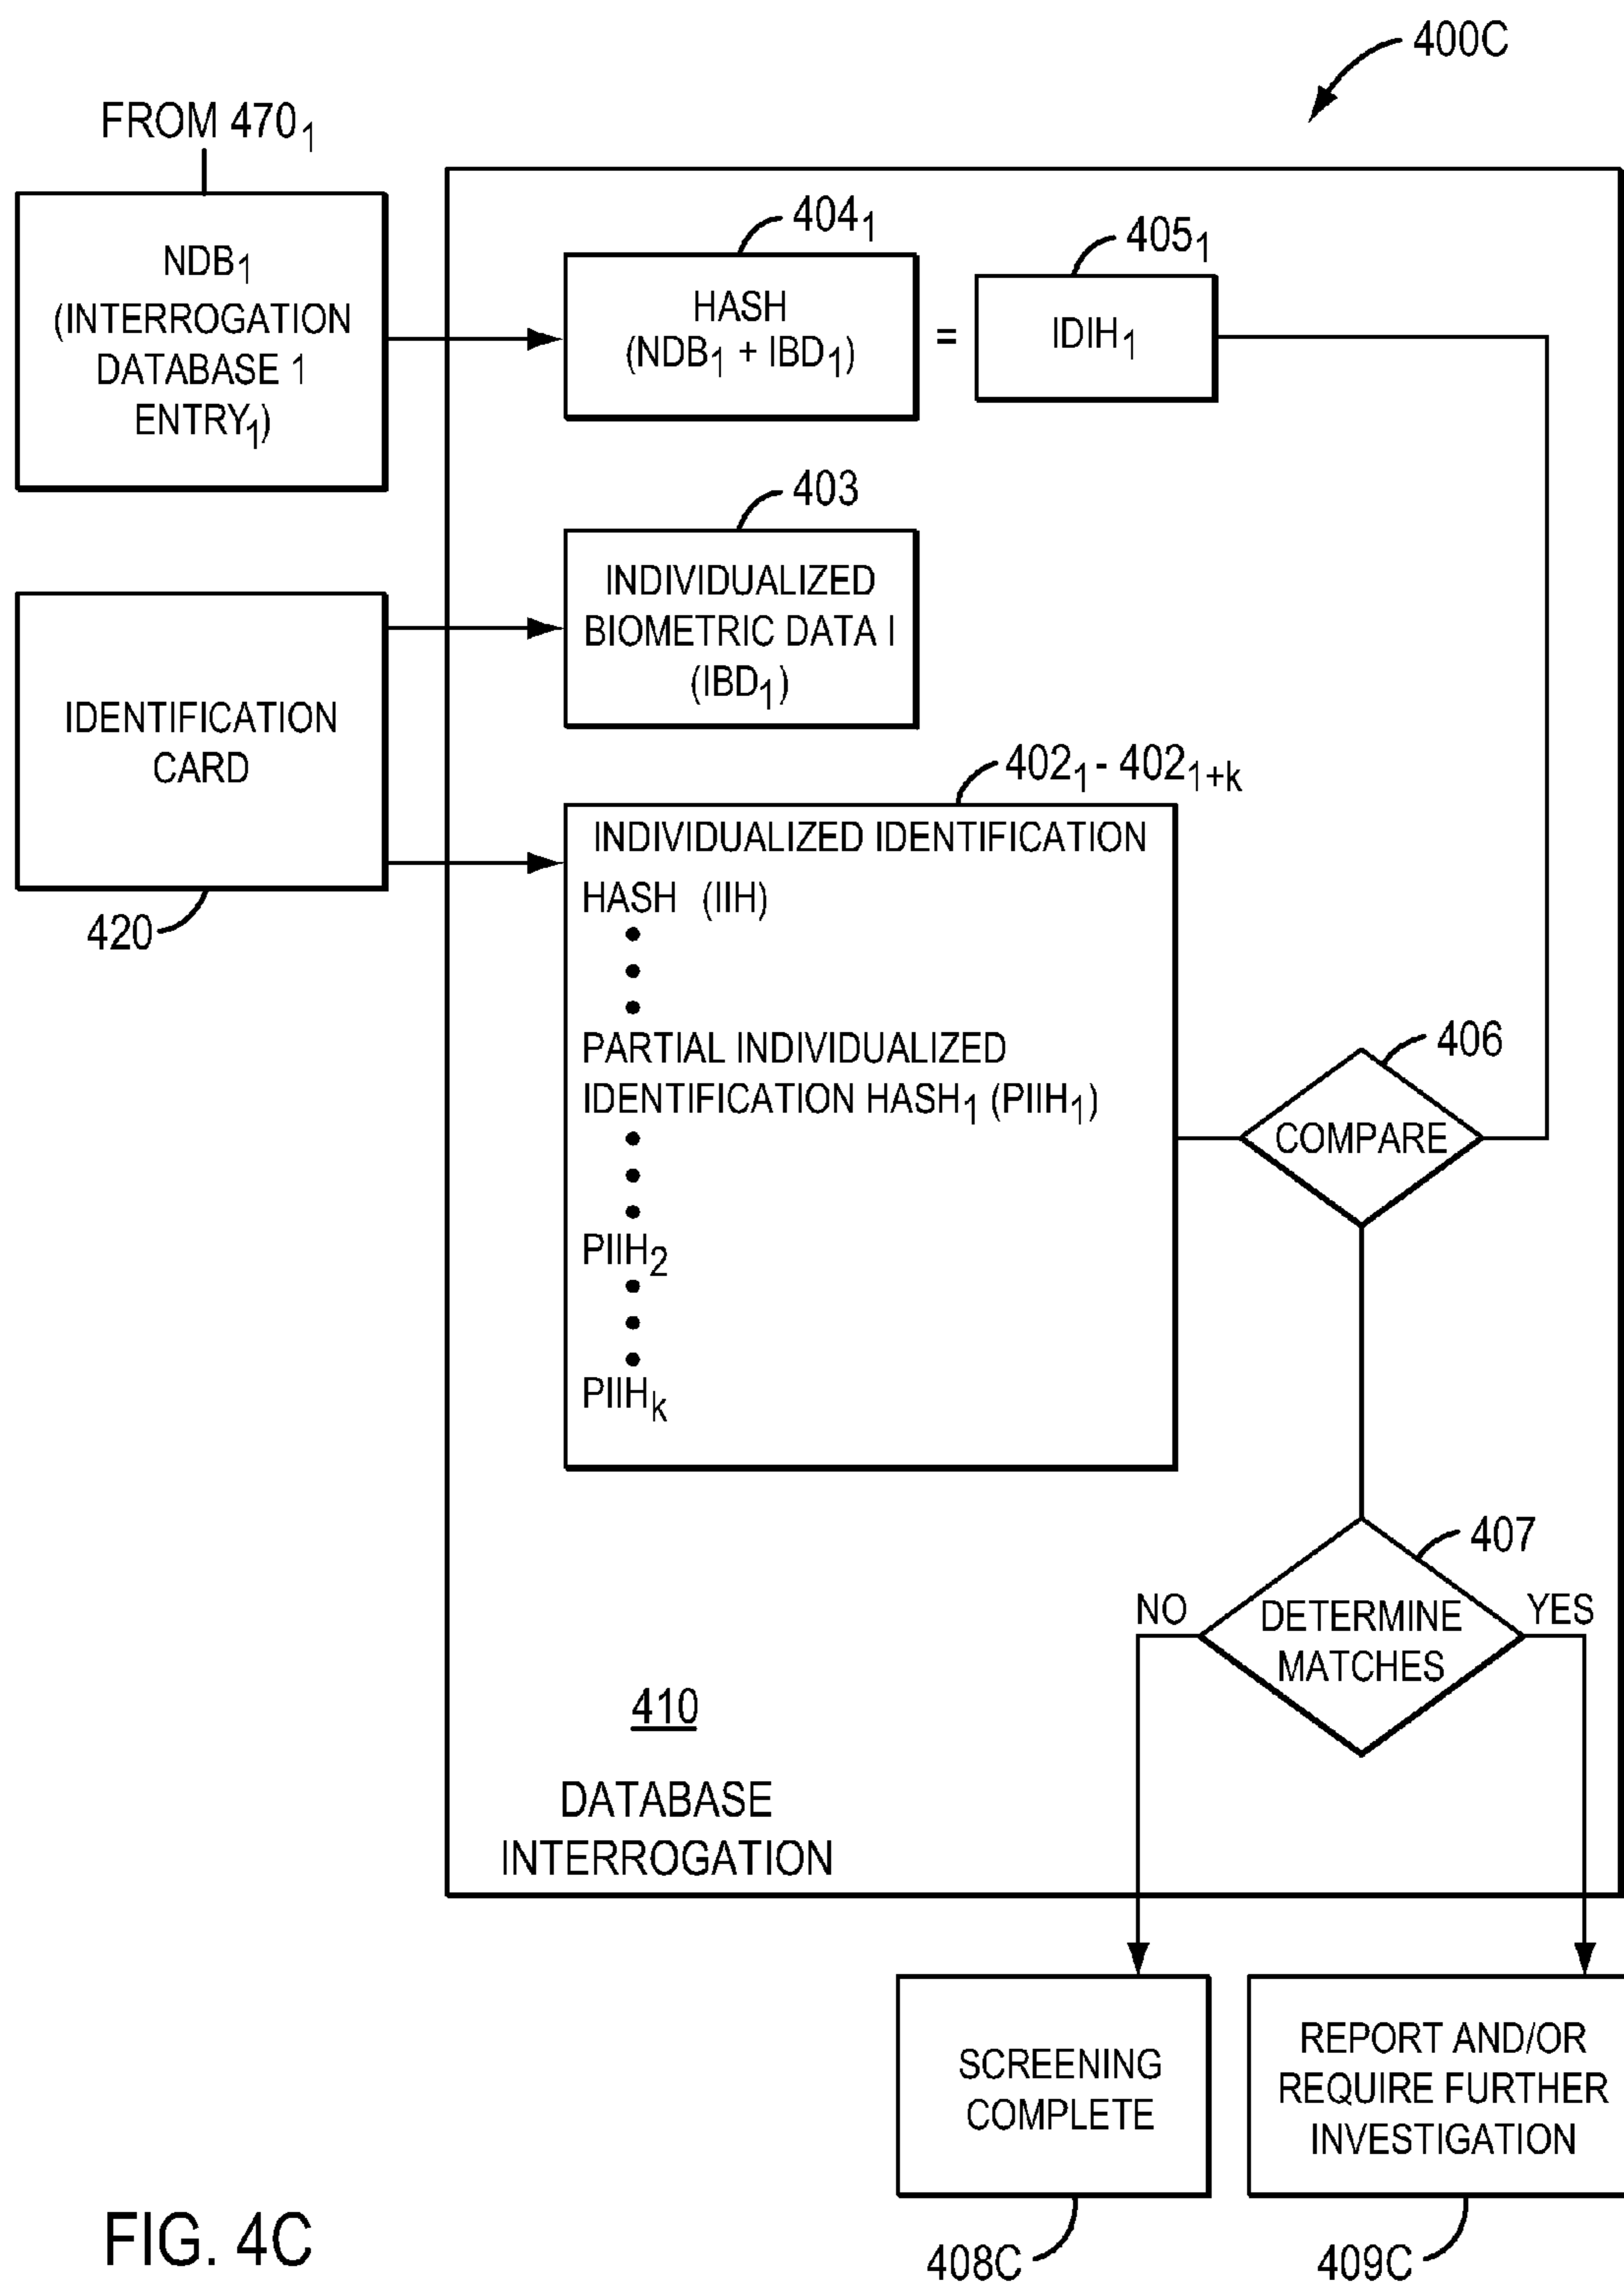 400C
FROM 470₁
NDB₁
(INTERROGATION
DATABASE 1
ENTRY₁)
404₁
HASH
(NDB₁ + IBD₁)
=
405₁
IDIH₁
403
INDIVIDUALIZED
BIOMETRIC DATA I
(IBD₁)
IDENTIFICATION
CARD
420
402₁ - 402₁₊ₖ
INDIVIDUALIZED IDENTIFICATION
HASH (IIH)
PARTIAL INDIVIDUALIZED
IDENTIFICATION HASH₁ (PIIH₁)
PIIH₂
PIIHₖ
406
COMPARE
407
DETERMINE
MATCHES
NO
YES
410
DATABASE
INTERROGATION
SCREENING
COMPLETE
408C
REPORT AND/OR
REQUIRE FURTHER
INVESTIGATION
409C
FIG. 4C